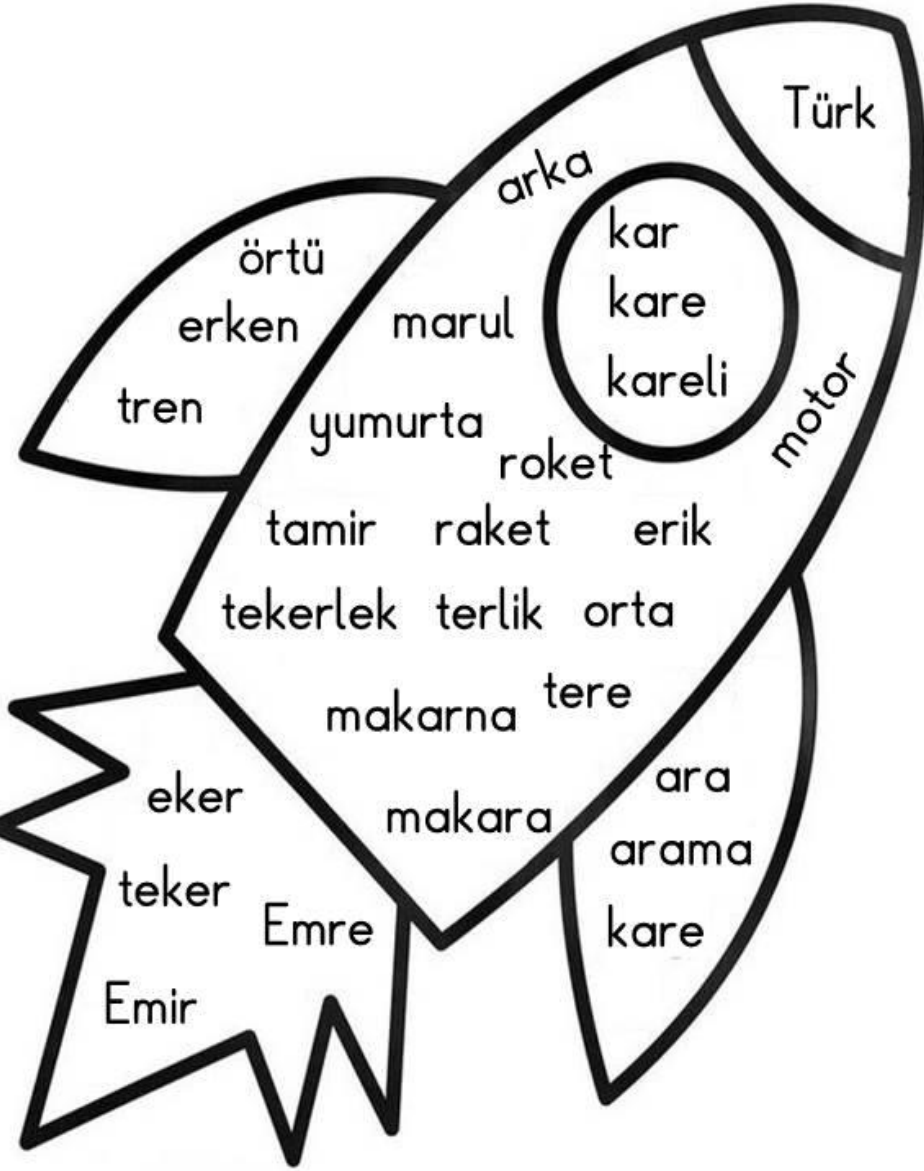 Türk
arka
kar
kare
kareli
motor
örtü
erken
tren
marul
yumurta
roket
tamir raket erik
tekerlek terlik orta
makarna tere
makara
ara
arama
kare
eker
teker
Emre
Emir